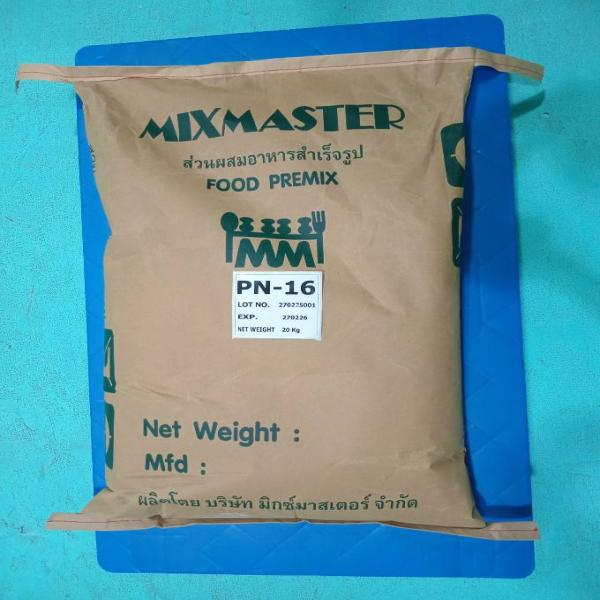 MIXMASTER
ส่วนผสมอาหารสำเร็จรูป
FOOD PREMIX
MM
PN-16
LOT NO. 270225001
EXP. 270226
NET WEIGHT 20 Kg
Net Weight :
Mfd :
ผลิตโดย บริษัท มิกซ์มาสเตอร์ จำกัด